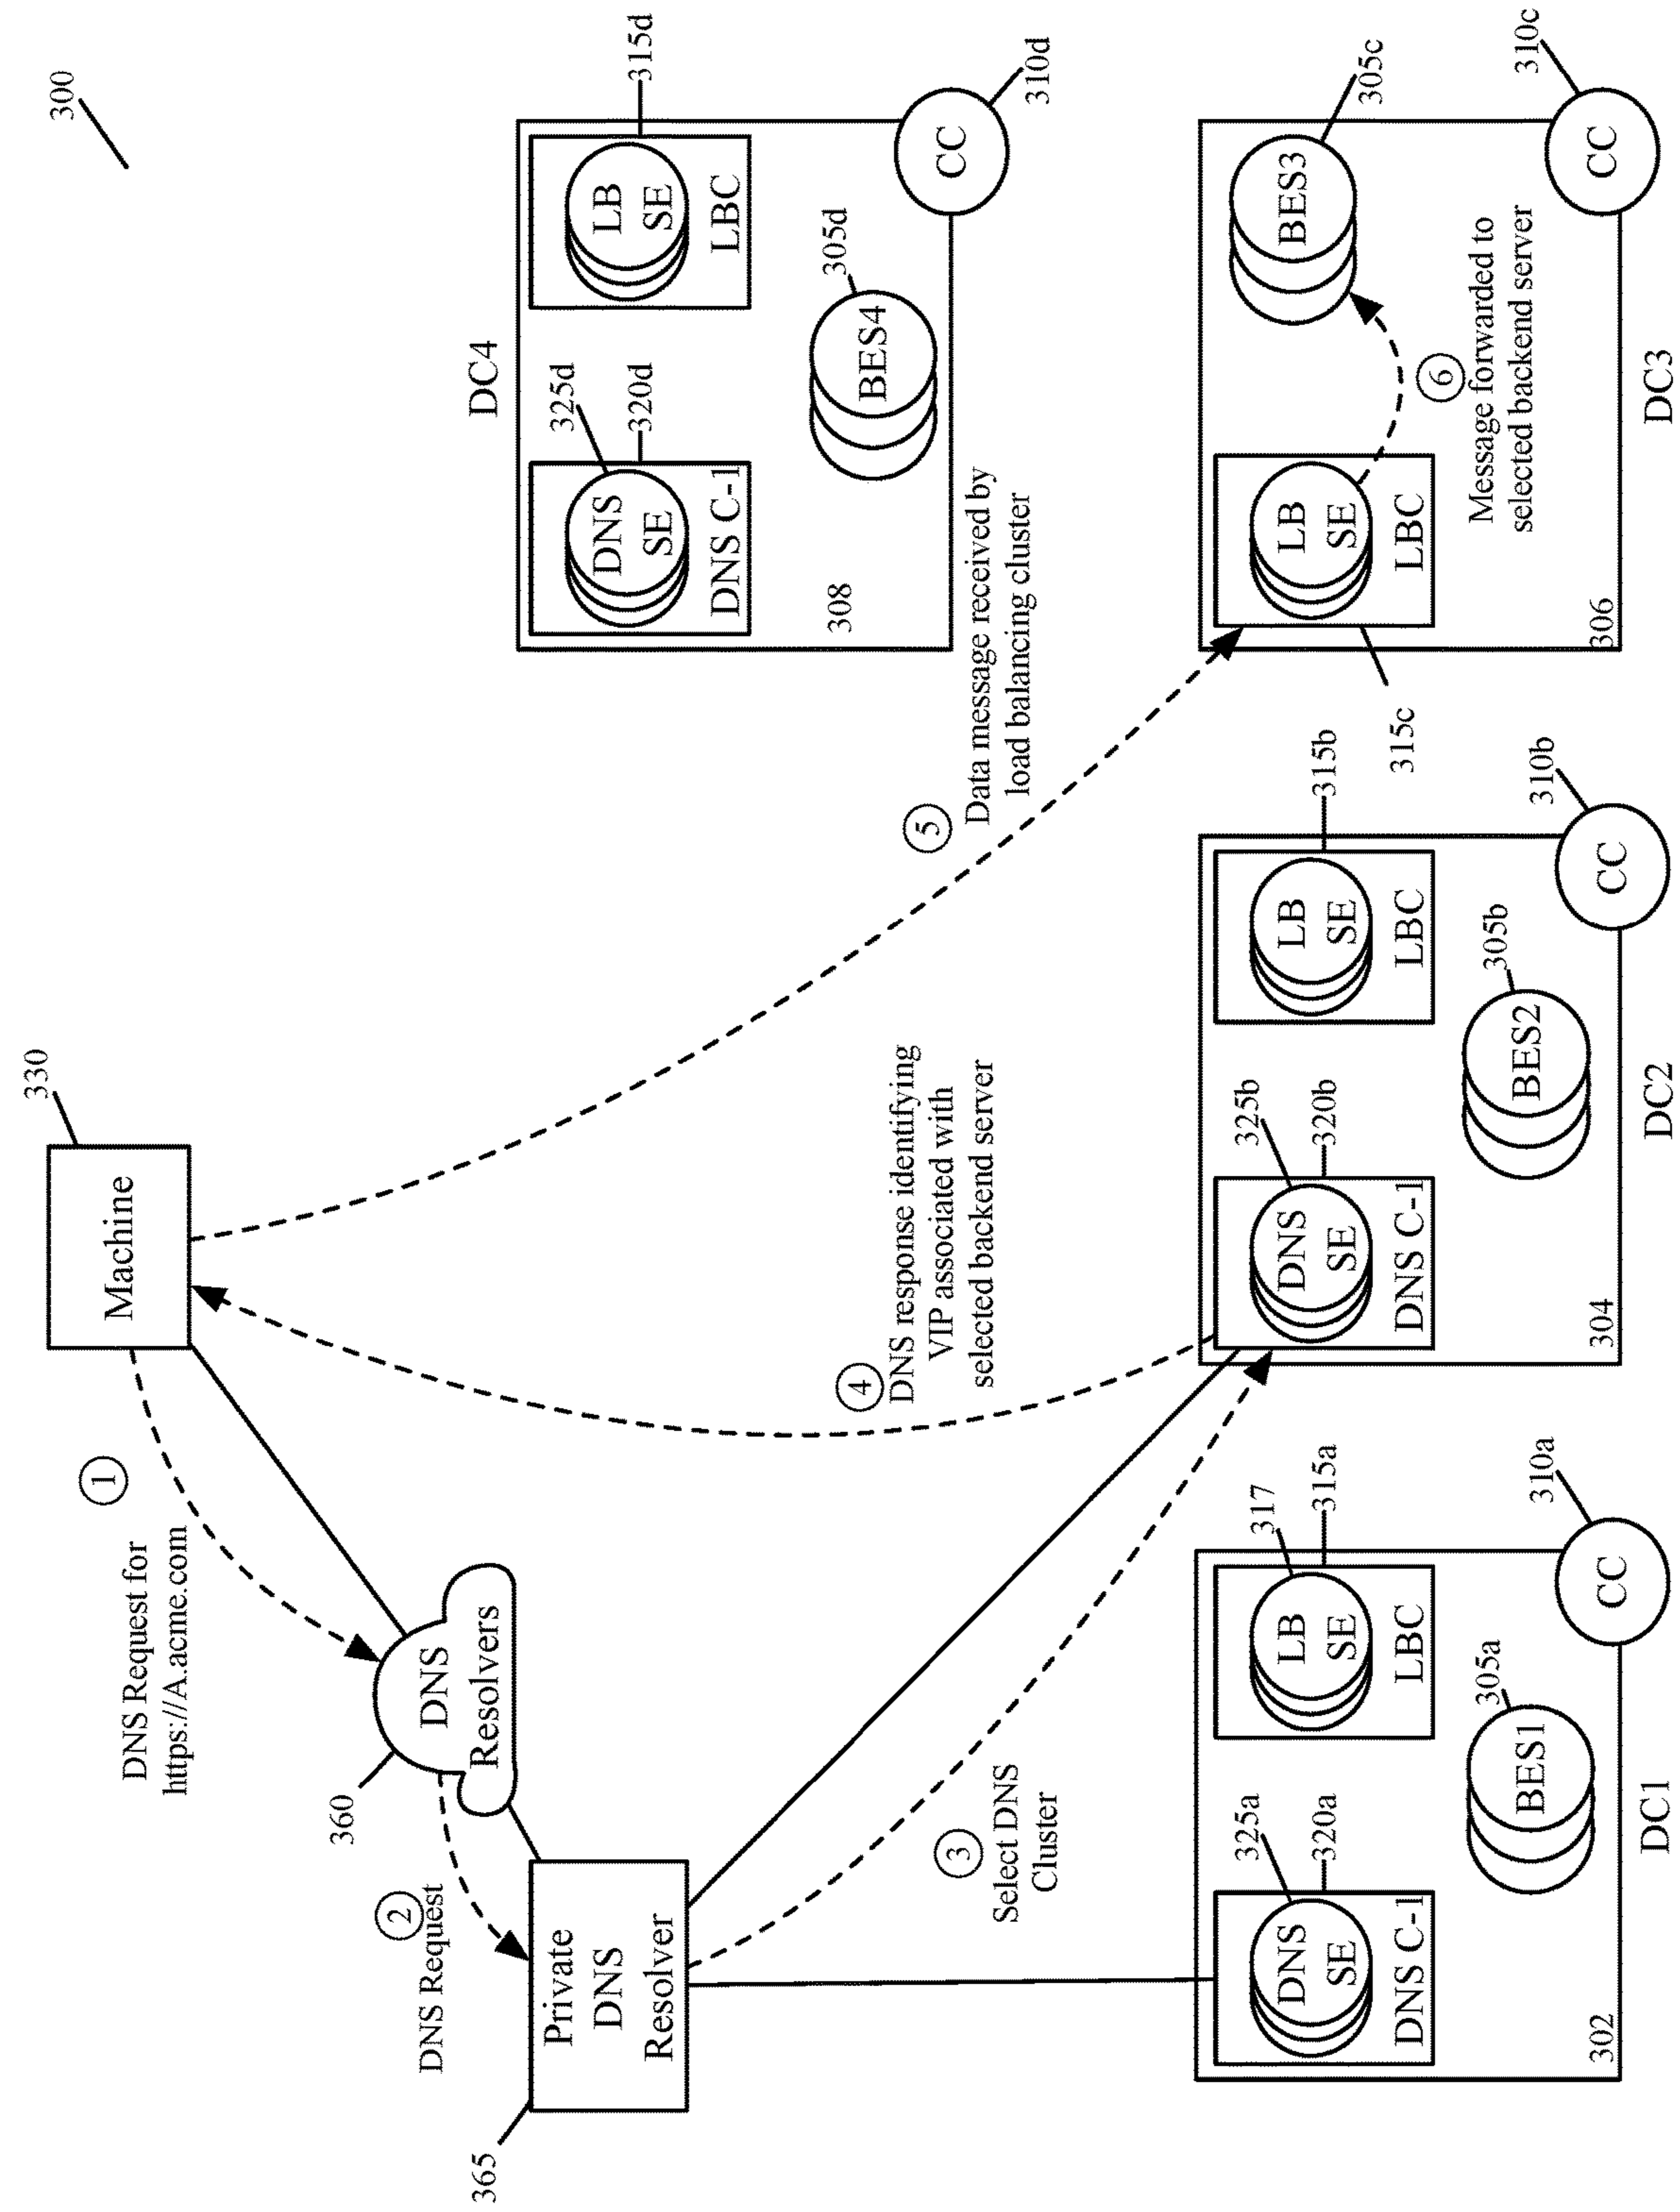 300
330
Machine
1
DNS Request for
https://A.acme.com
360
DNS
Resolvers
2
DNS Request
365
Private
DNS
Resolver
3
Select DNS
Cluster
4
DNS response identifying
VIP associated with
selected backend server
5
Data message received by
load balancing cluster
DC4
325d
320d
DNS
SE
DNS C-1
315d
LB
SE
LBC
305d
BES4
308
CC
310d
325a
320a
DNS
SE
DNS C-1
317
315a
LB
SE
LBC
305a
BES1
302
CC
310a
DC1
325b
320b
DNS
SE
DNS C-1
315b
LB
SE
LBC
305b
BES2
304
CC
310b
DC2
315c
LB
SE
LBC
BES3
305c
6
Message forwarded to
selected backend server
306
CC
310c
DC3